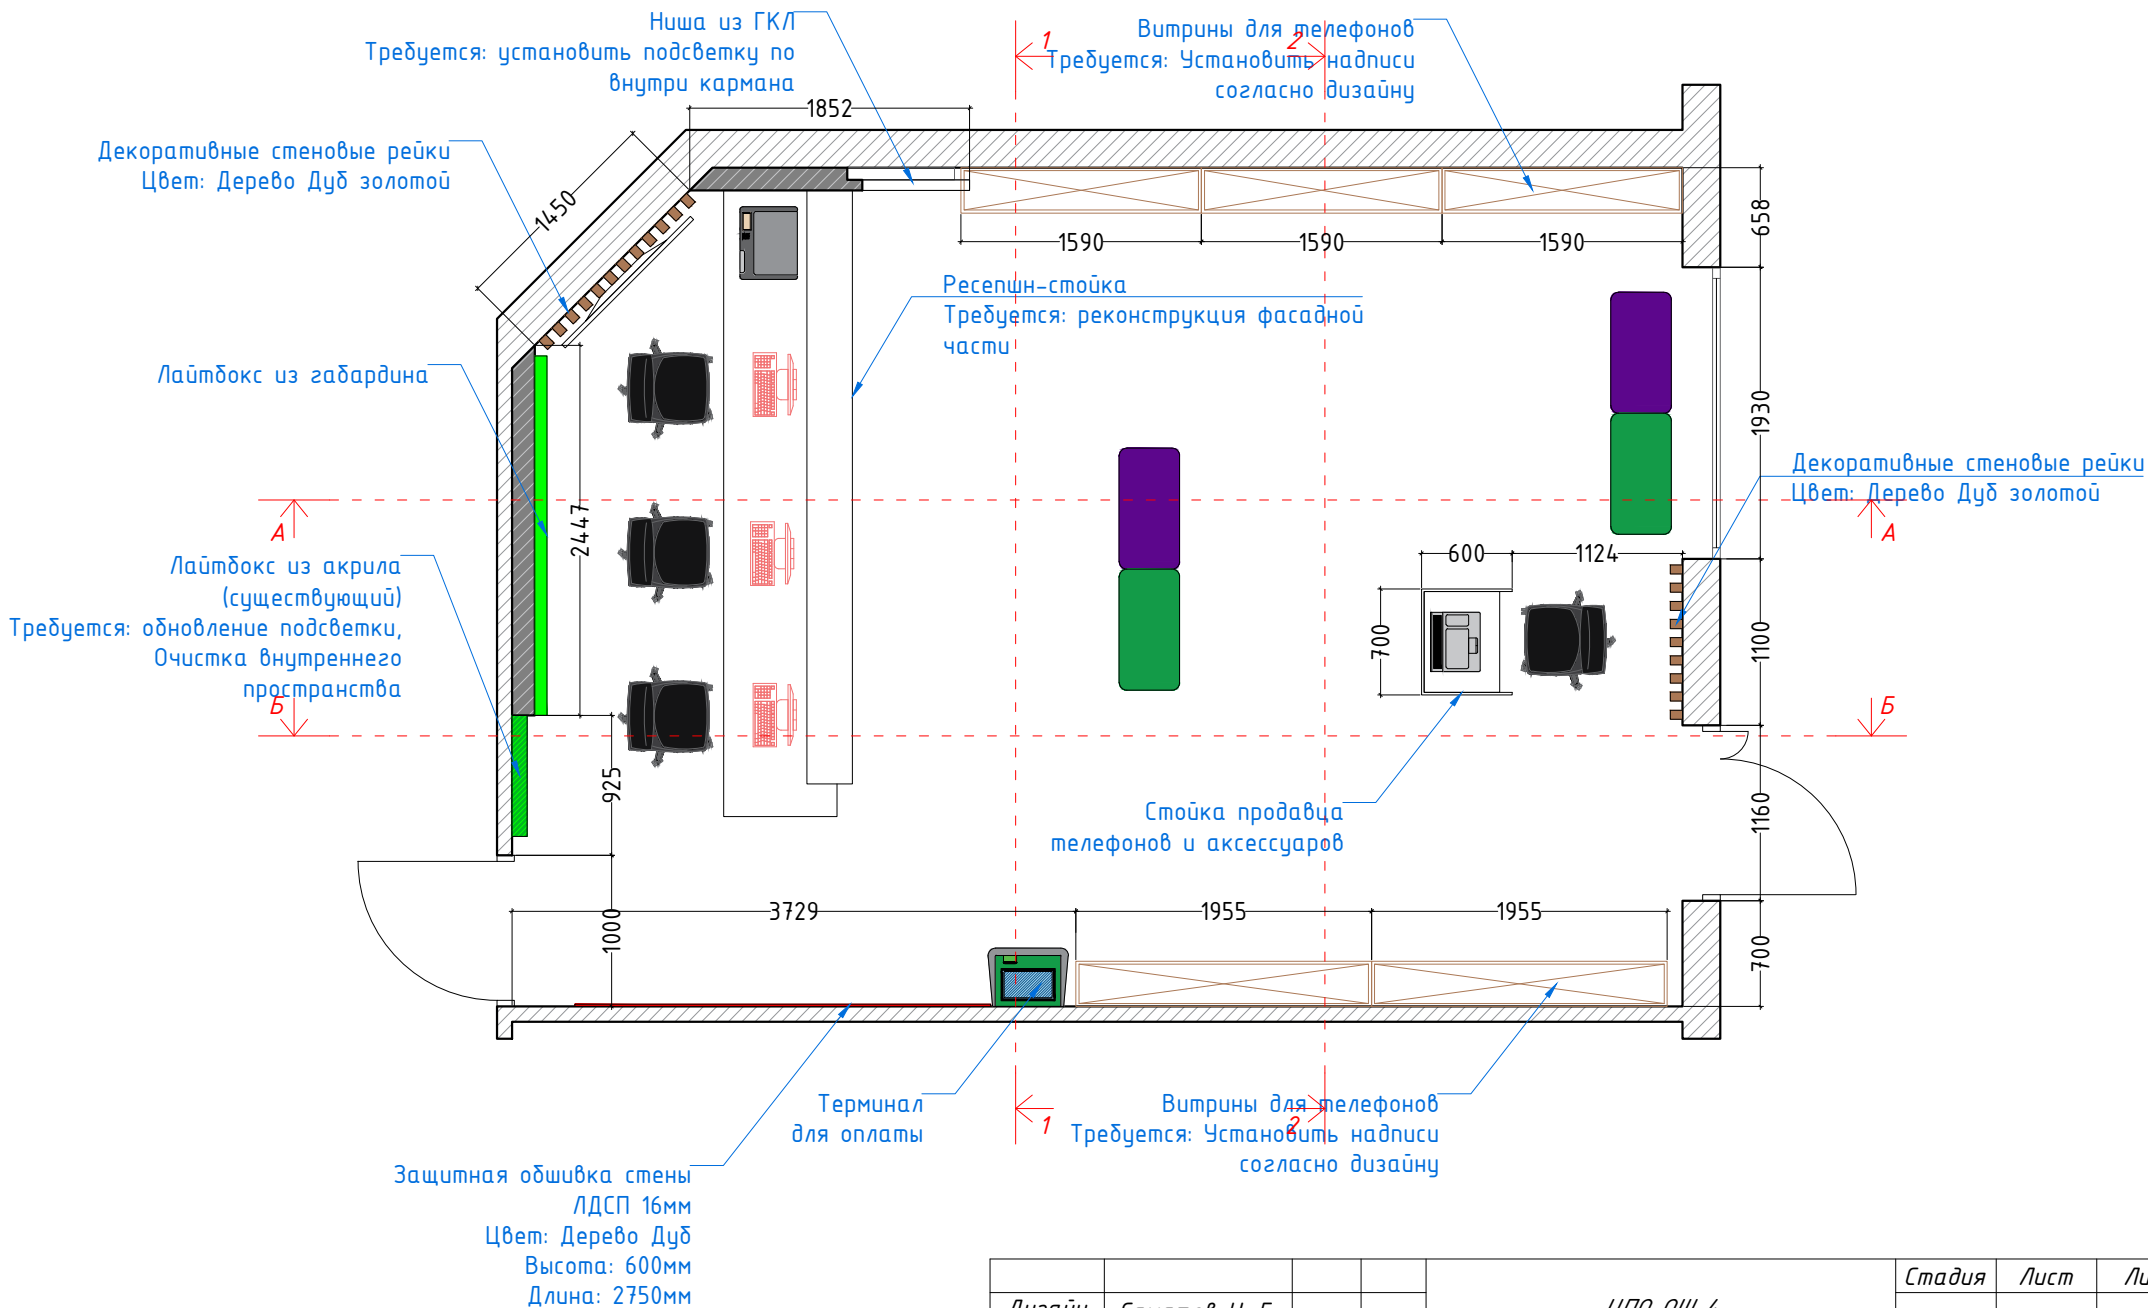 Ниша из ГКЛ
Требуется: установить подсветку по
внутри кармана
Витрины для телефонов
Требуется: Установить надписи
согласно дизайну
1
2
1852
Декоративные стеновые рейки
Цвет: Дерево Дуб золотой
1450
1590
1590
1590
658
Ресепшн-стойка
Требуется: реконструкция фасадной
части
Лайтбокс из габардина
1930
Декоративные стеновые рейки
Цвет: Дерево Дуб золотой
А
А
2447
Лайтбокс из акрила
(существующий)
Требуется: обновление подсветки,
Очистка внутреннего
пространства
600
1124
700
1100
Б
Б
925
Стойка продавца
телефонов и аксессуаров
1160
3729
1955
1955
1000
700
Терминал
для оплаты
1
2
Витрины для телефонов
Требуется: Установить надписи
согласно дизайну
Защитная обшивка стены
ЛДСП 16мм
Цвет: Дерево Дуб
Высота: 600мм
Длина: 2750мм
Стадия
Лист